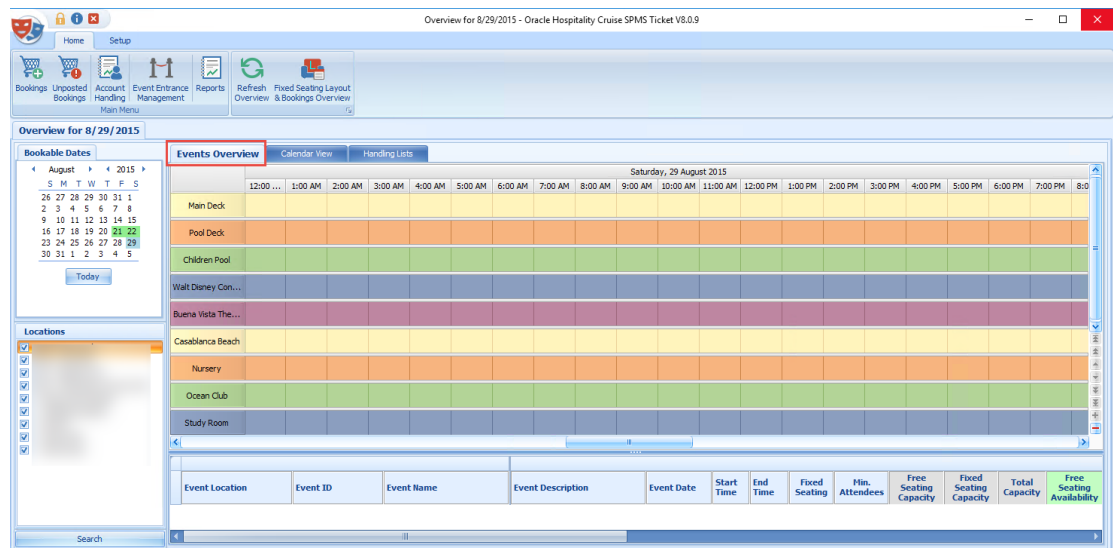 Overview for 8/29/2015 - Oracle Hospitality Cruise SPMS Ticket V8.0.9
Home Setup
Bookings Unposted Bookings Account Handling Event Entrance Management Reports Refresh Overview Fixed Seating Layout & Bookings Overview
Main Menu
Overview for 8/29/2015
Bookable Dates
August 2015
S M T W T F S
26 27 28 29 30 31 1
2 3 4 5 6 7 8
9 10 11 12 13 14 15
16 17 18 19 20 21 22
23 24 25 26 27 28 29
30 31 1 2 3 4 5
Today
Locations
Search
Events Overview Calendar View Handling Lists
Saturday, 29 August 2015
12:00 ... 1:00 AM 2:00 AM 3:00 AM 4:00 AM 5:00 AM 6:00 AM 7:00 AM 8:00 AM 9:00 AM 10:00 AM 11:00 AM 12:00 PM 1:00 PM 2:00 PM 3:00 PM 4:00 PM 5:00 PM 6:00 PM 7:00 PM 8:0
Main Deck
Pool Deck
Children Pool
Walt Disney Con...
Buena Vista The...
Casablanca Beach
Nursery
Ocean Club
Study Room
Event Location Event ID Event Name Event Description Event Date Start Time End Time Fixed Seating Min. Attendees Free Seating Capacity Fixed Seating Capacity Total Capacity Free Seating Availability